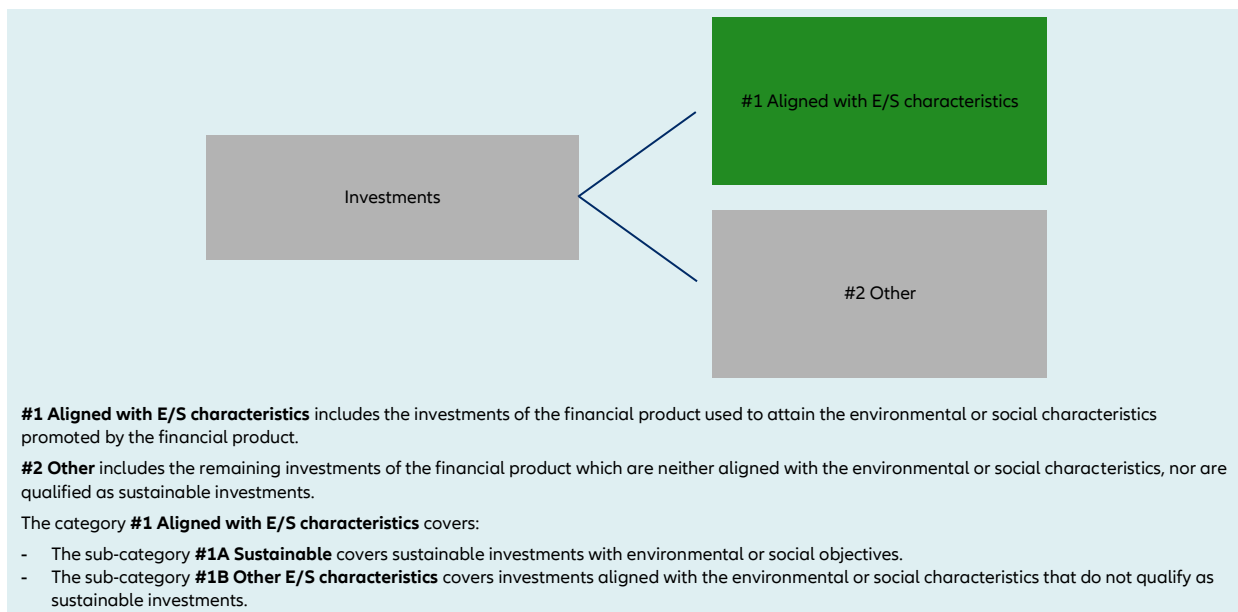 #1 Aligned with E/S characteristics
Investments
#2 Other
#1 Aligned with E/S characteristics includes the investments of the financial product used to attain the environmental or social characteristics
promoted by the financial product.
#2 Other includes the remaining investments of the financial product which are neither aligned with the environmental or social characteristics, nor are
qualified as sustainable investments.
The category #1 Aligned with E/S characteristics covers:
- The sub-category #1A Sustainable covers sustainable investments with environmental or social objectives.
- The sub-category #1B Other E/S characteristics covers investments aligned with the environmental or social characteristics that do not qualify as
sustainable investments.